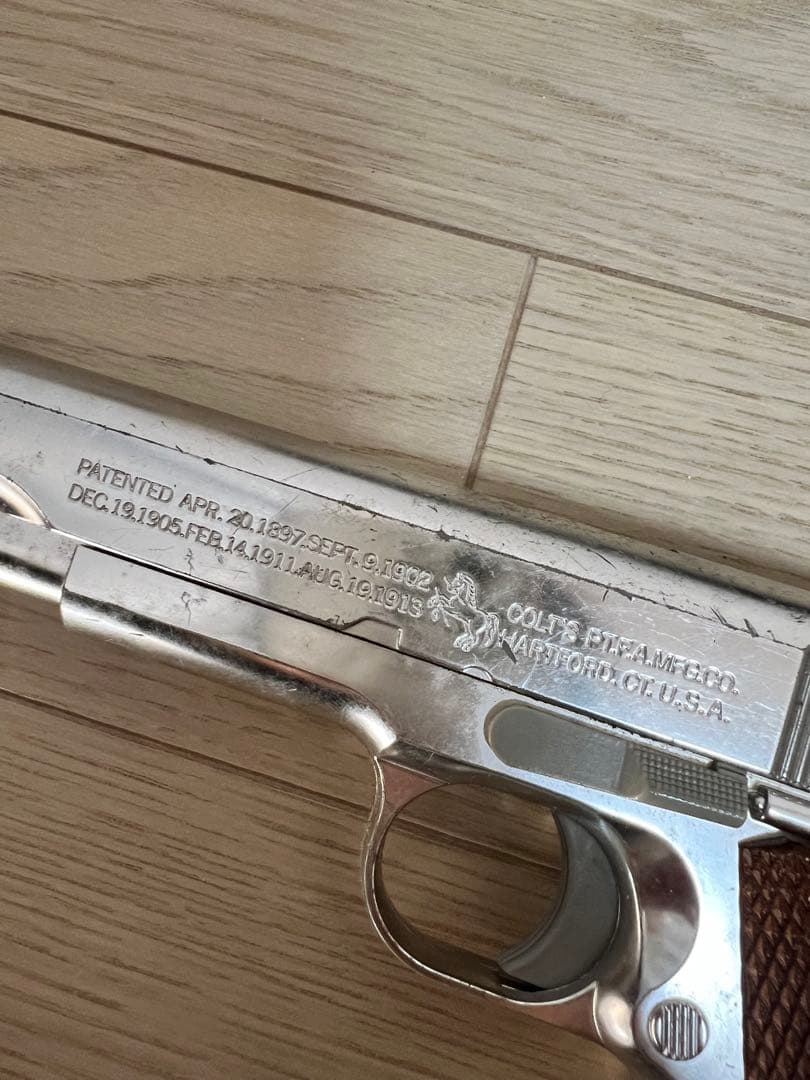 PATENTED APR. 20.1897.SEPT. 9.1902
DEC.19.1905.FEB.14.1911.AUG.19.1913
COLT'S PT.F.A.MFG.CO.
HARTFORD. CT. U.S.A.